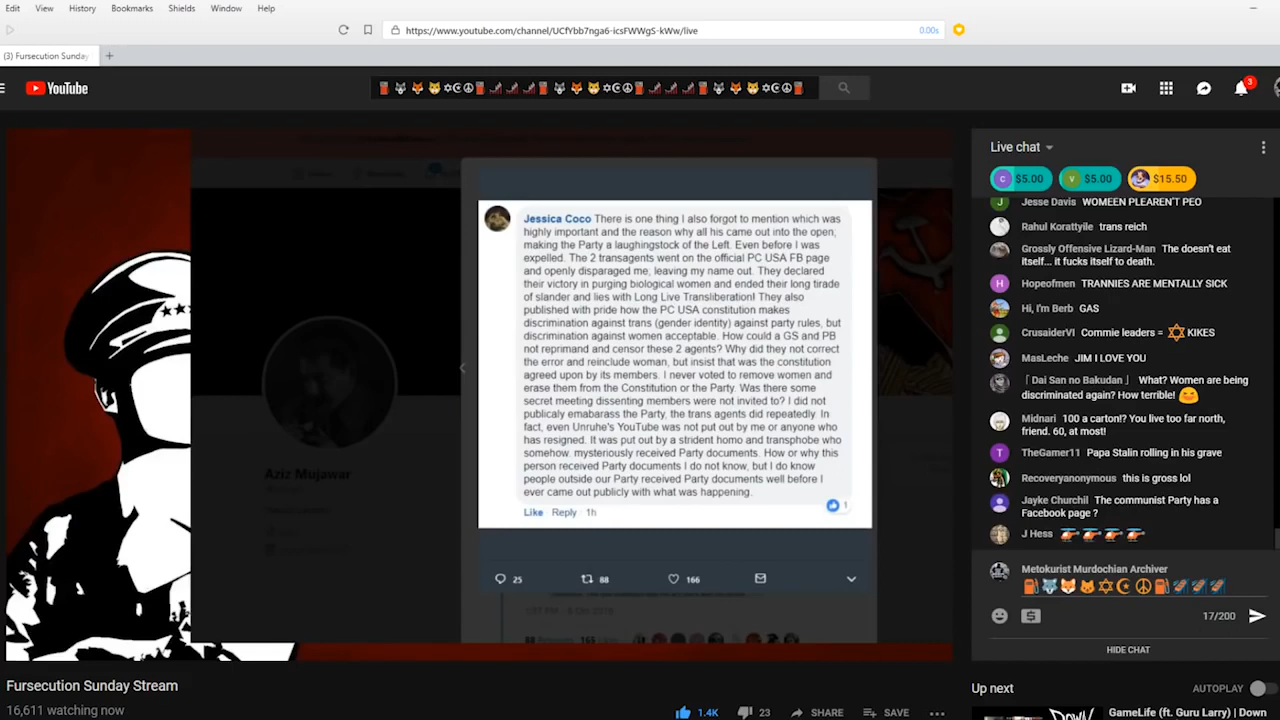 Edit View History Bookmarks Shields Window Help
https://www.youtube.com/channel/UCfYbb7nga6-icsFWWgS-kWw/live 0.00s
(3) Fursecution Sunday
YouTube
3
Jessica Coco There is one thing I also forgot to mention which was
highly important and the reason why all his came out into the open,
making the Party a laughingstock of the Left. Even before I was
expelled. The 2 transagents went on the official PC USA FB page
and openly disparaged me, leaving my name out. They declared
their victory in purging biological women and ended their long tirade
of slander and lies with Long Live Transliberation! They also
published with pride how the PC USA constitution makes
discrimination against trans (gender identity) against party rules, but
discrimination against women acceptable. How could a GS and PB
not reprimand and censor these 2 agents? Why did they not correct
the error and reinclude woman, but insist that was the constitution
agreed upon by its members. I never voted to remove women and
erase them from the Constitution or the Party. Was there some
secret meeting dissenting members were not invited to? I did not
publicaly emabarass the Party, the trans agents did repeatedly. In
fact, even Unruhe's YouTube was not put out by me or anyone who
has resigned. It was put out by a strident homo and transphobe who
somehow. mysteriously received Party documents. How or why this
person received Party documents I do not know, but I do know
people outside our Party received Party documents well before I
ever came out publicly with what was happening.
Like Reply 1h
1
Aziz Mujawar
25 88 166
1:01 PM - 6 Oct 2018
88 Retweets 165 Likes
Live chat
C $5.00 V $5.00 $15.50
J Jesse Davis WOMEEN PLEAREN'T PEO
Rahul Korattyile trans reich
Grossly Offensive Lizard-Man The doesn't eat
itself... it fucks itself to death.
H Hopeofmen TRANNIES ARE MENTALLY SICK
Hi, I'm Berb GAS
CrusaiderVI Commie leaders = ✡ KIKES
MasLeche JIM I LOVE YOU
「Dai San no Bakudan」 What? Women are being
discriminated again? How terrible! 😆
Midnari 100 a carton!? You live too far north,
friend. 60, at most!
T TheGamer11 Papa Stalin rolling in his grave
Recoveryanonymous this is gross lol
Jayke Churchil The communist Party has a
Facebook page ?
J Hess 🚁🚁🚁🚁
Metokurist Murdochian Archiver
⛽🐺🦊🐱✡☪☮⛽🧨🧨🧨
17/200
HIDE CHAT
Fursecution Sunday Stream
16,611 watching now
1.4K 23 SHARE SAVE
Up next AUTOPLAY
GameLife (ft. Guru Larry) | Down
DOWN